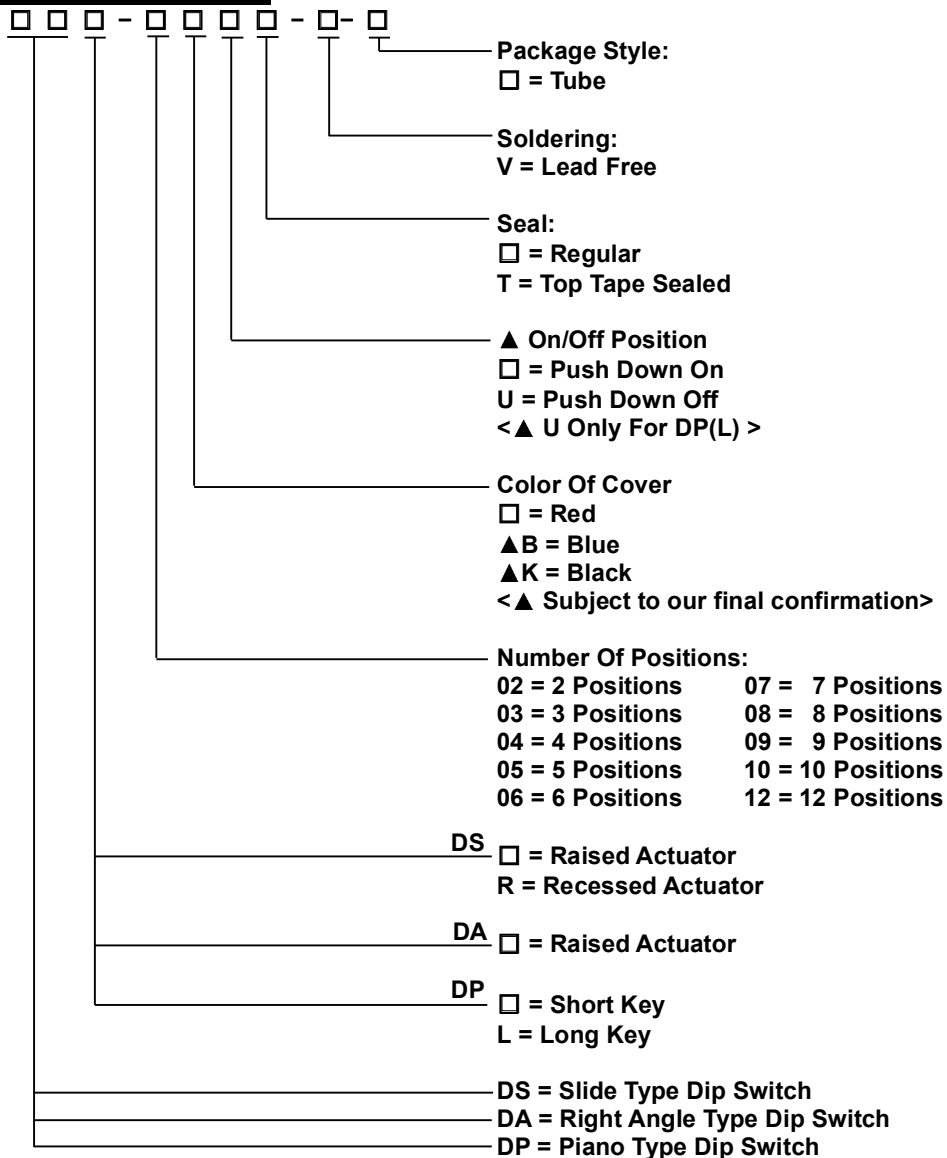 □ □ □ - □ □ □ □ - □ - □
Package Style:
□ = Tube
Soldering:
V = Lead Free
Seal:
□ = Regular
T = Top Tape Sealed
▲ On/Off Position
□ = Push Down On
U = Push Down Off
<▲ U Only For DP(L) >
Color Of Cover
□ = Red
▲B = Blue
▲K = Black
<▲ Subject to our final confirmation>
Number Of Positions:
02 = 2 Positions 07 = 7 Positions
03 = 3 Positions 08 = 8 Positions
04 = 4 Positions 09 = 9 Positions
05 = 5 Positions 10 = 10 Positions
06 = 6 Positions 12 = 12 Positions
DS □ = Raised Actuator
R = Recessed Actuator
DA □ = Raised Actuator
DP □ = Short Key
L = Long Key
DS = Slide Type Dip Switch
DA = Right Angle Type Dip Switch
DP = Piano Type Dip Switch